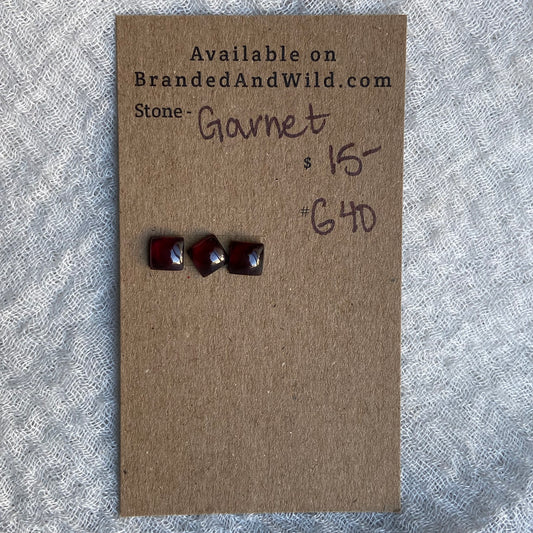 Available on
BrandedAndWild.com
Stone - Garnet
$ 15-
#G40